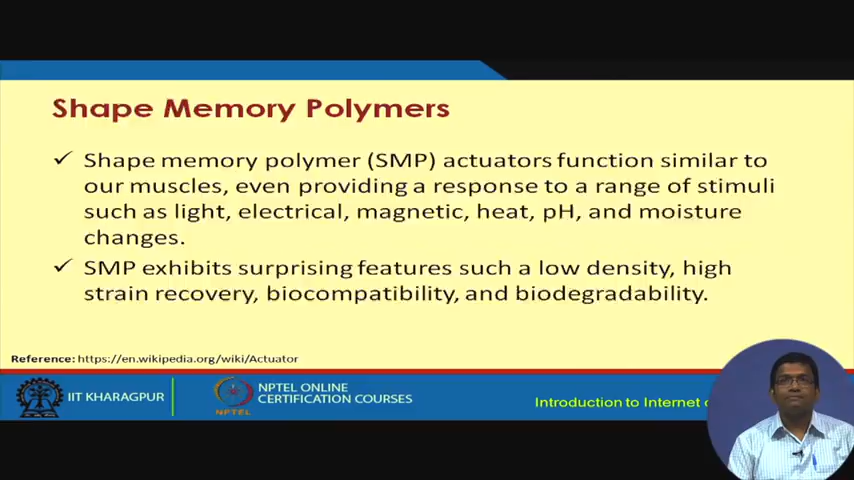 Shape Memory Polymers
✓ Shape memory polymer (SMP) actuators function similar to
our muscles, even providing a response to a range of stimuli
such as light, electrical, magnetic, heat, pH, and moisture
changes.
✓ SMP exhibits surprising features such a low density, high
strain recovery, biocompatibility, and biodegradability.
Reference: https://en.wikipedia.org/wiki/Actuator
IIT KHARAGPUR
NPTEL
NPTEL ONLINE
CERTIFICATION COURSES
Introduction to Internet